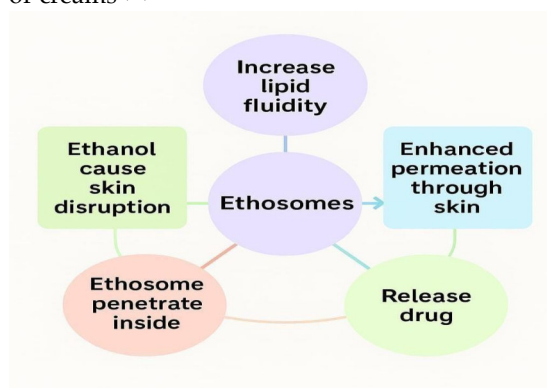 of creams
Increase
lipid
fluidity
Ethanol
cause
skin
disruption
Ethosomes
Enhanced
permeation
through
skin
Ethosome
penetrate
inside
Release
drug